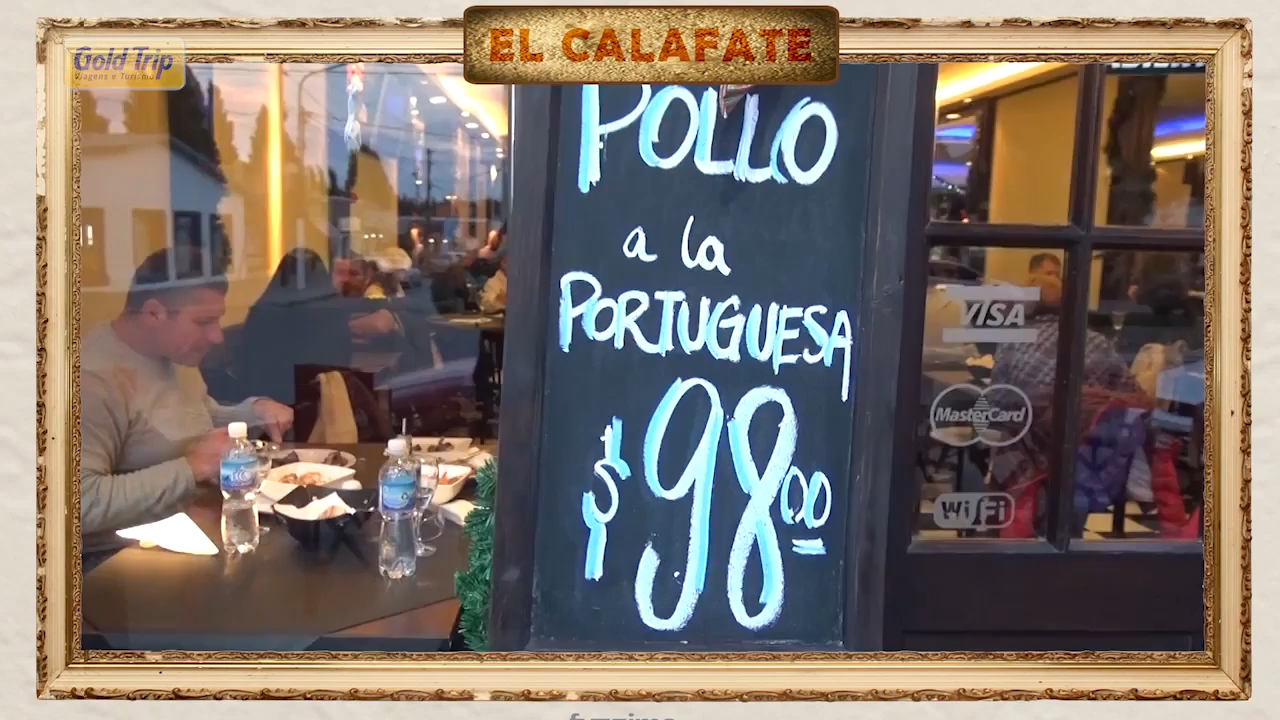 EL CALAFATE
Gold Trip
Viagens e Turismo
POLLO
a la
PORTUGUESA
$98.00
VISA
MasterCard
WiFi